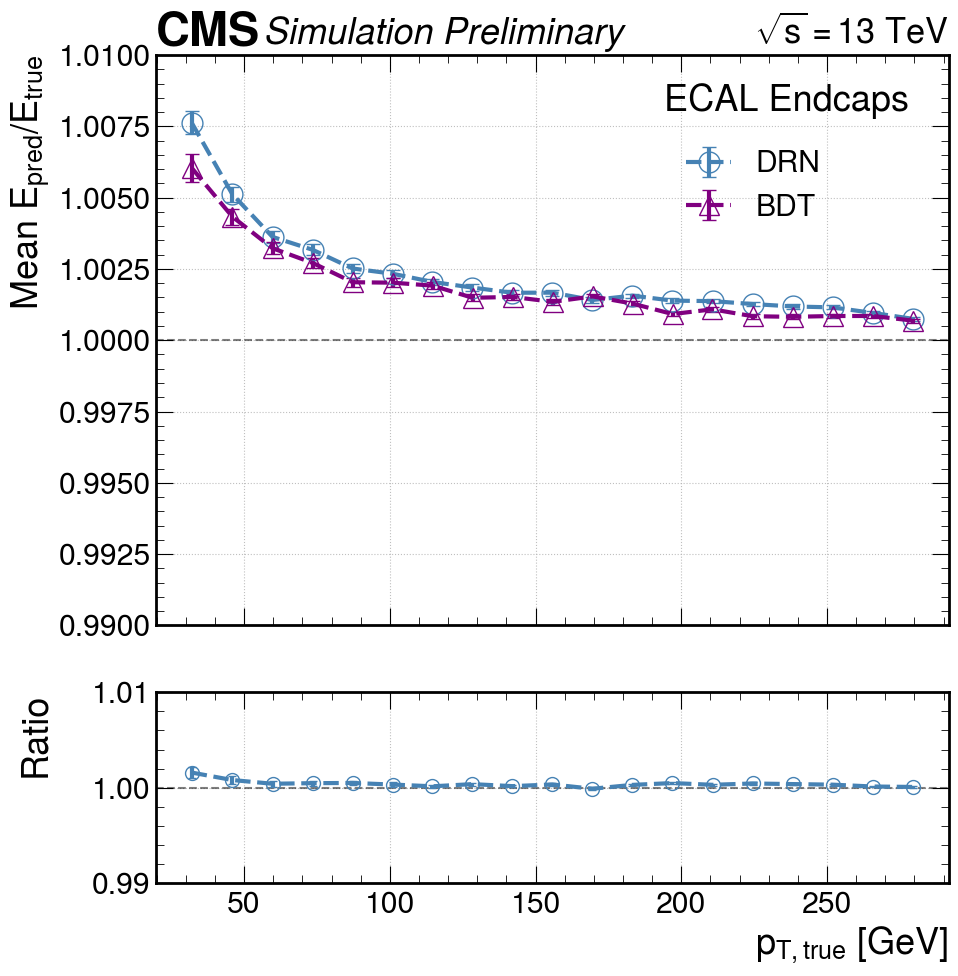 CMS Simulation Preliminary √s = 13 TeV
Mean E_pred/E_true
1.0100
1.0075
1.0050
1.0025
1.0000
0.9975
0.9950
0.9925
0.9900
ECAL Endcaps
DRN
BDT
Ratio
1.01
1.00
0.99
50 100 150 200 250
p_T, true [GeV]